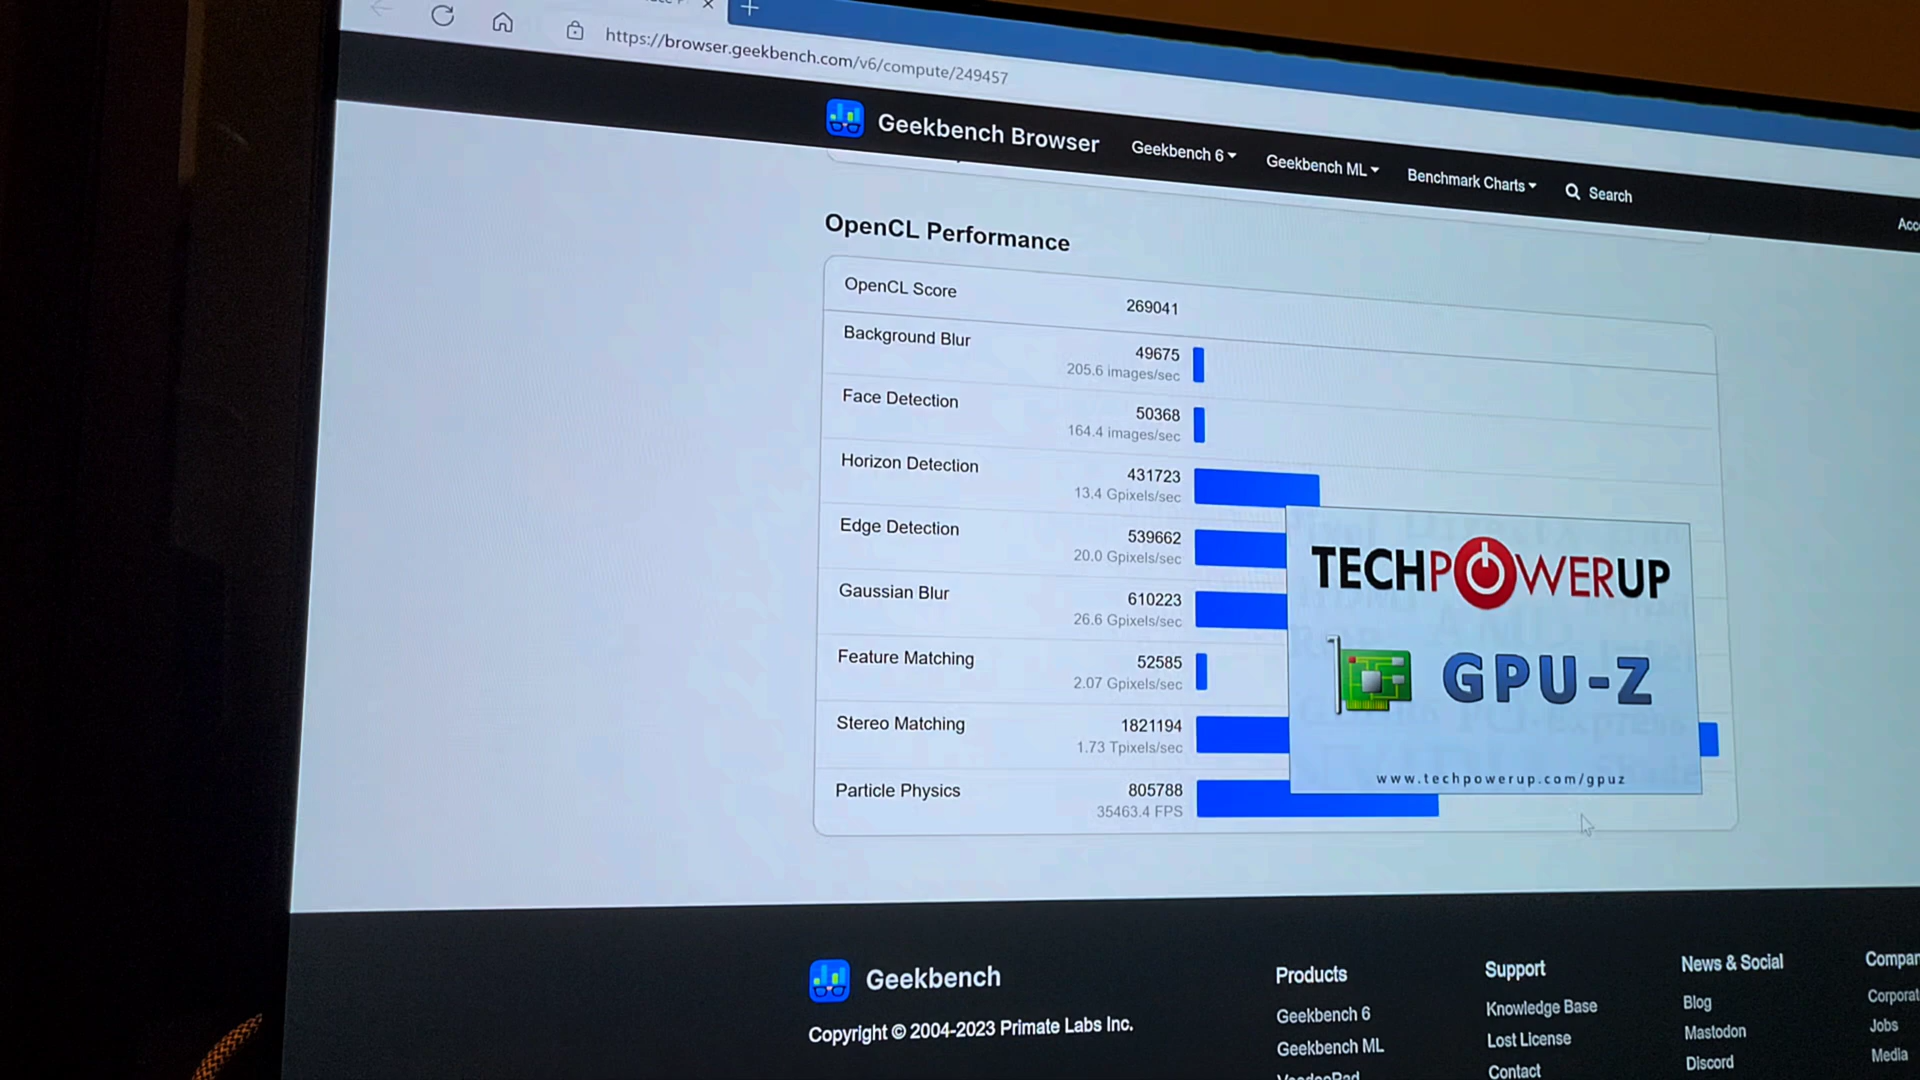 https://browser.geekbench.com/v6/compute/249457
Geekbench Browser
Geekbench 6
Geekbench ML
Benchmark Charts
Search
OpenCL Performance
OpenCL Score 269041
Background Blur 49675
205.6 images/sec
Face Detection 50368
164.4 images/sec
Horizon Detection 431723
13.4 Gpixels/sec
Edge Detection 539662
20.0 Gpixels/sec
Gaussian Blur 610223
26.6 Gpixels/sec
Feature Matching 52585
2.07 Gpixels/sec
Stereo Matching 1821194
1.73 Tpixels/sec
Particle Physics 805788
35463.4 FPS
TECHPOWERUP
GPU-Z
www.techpowerup.com/gpuz
Geekbench
Copyright © 2004-2023 Primate Labs Inc.
Products
Geekbench 6
Geekbench ML
Support
Knowledge Base
Lost License
Contact
News & Social
Blog
Mastodon
Discord
Jobs
Media